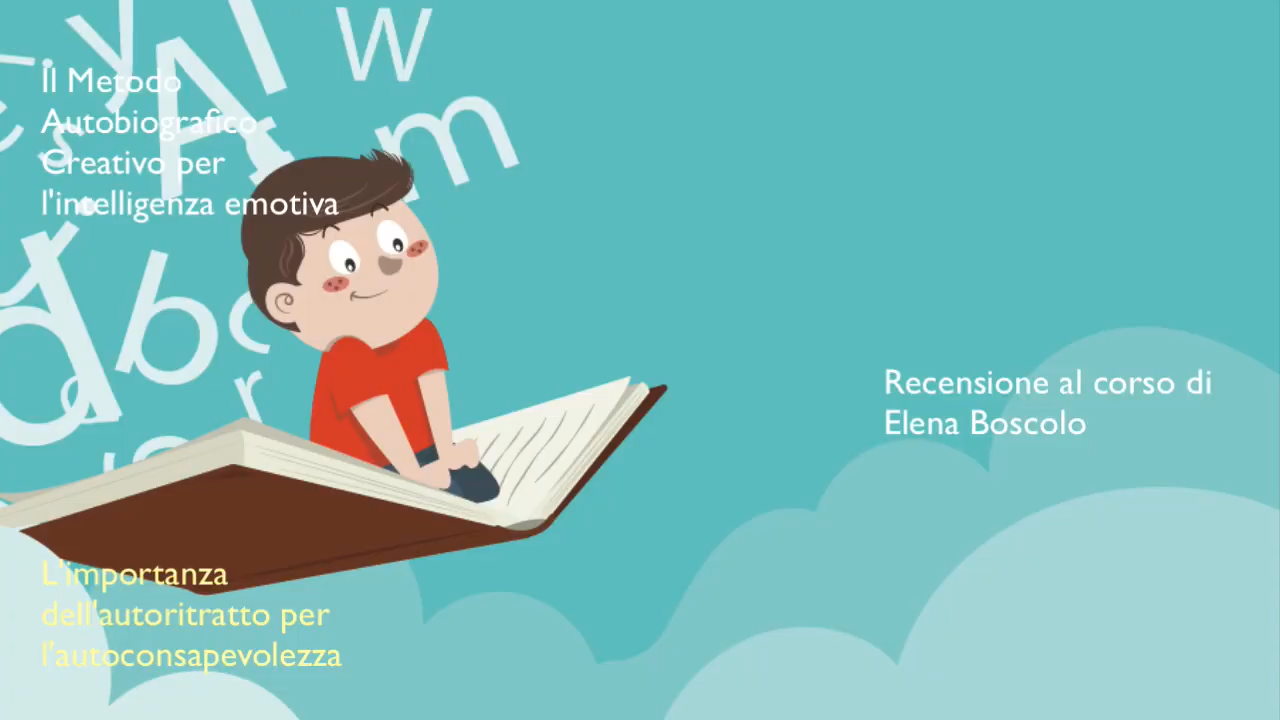 Il Metodo
Autobiografico
Creativo per
l'intelligenza emotiva
Recensione al corso di
Elena Boscolo
L'importanza
dell'autoritratto per
l'autoconsapevolezza